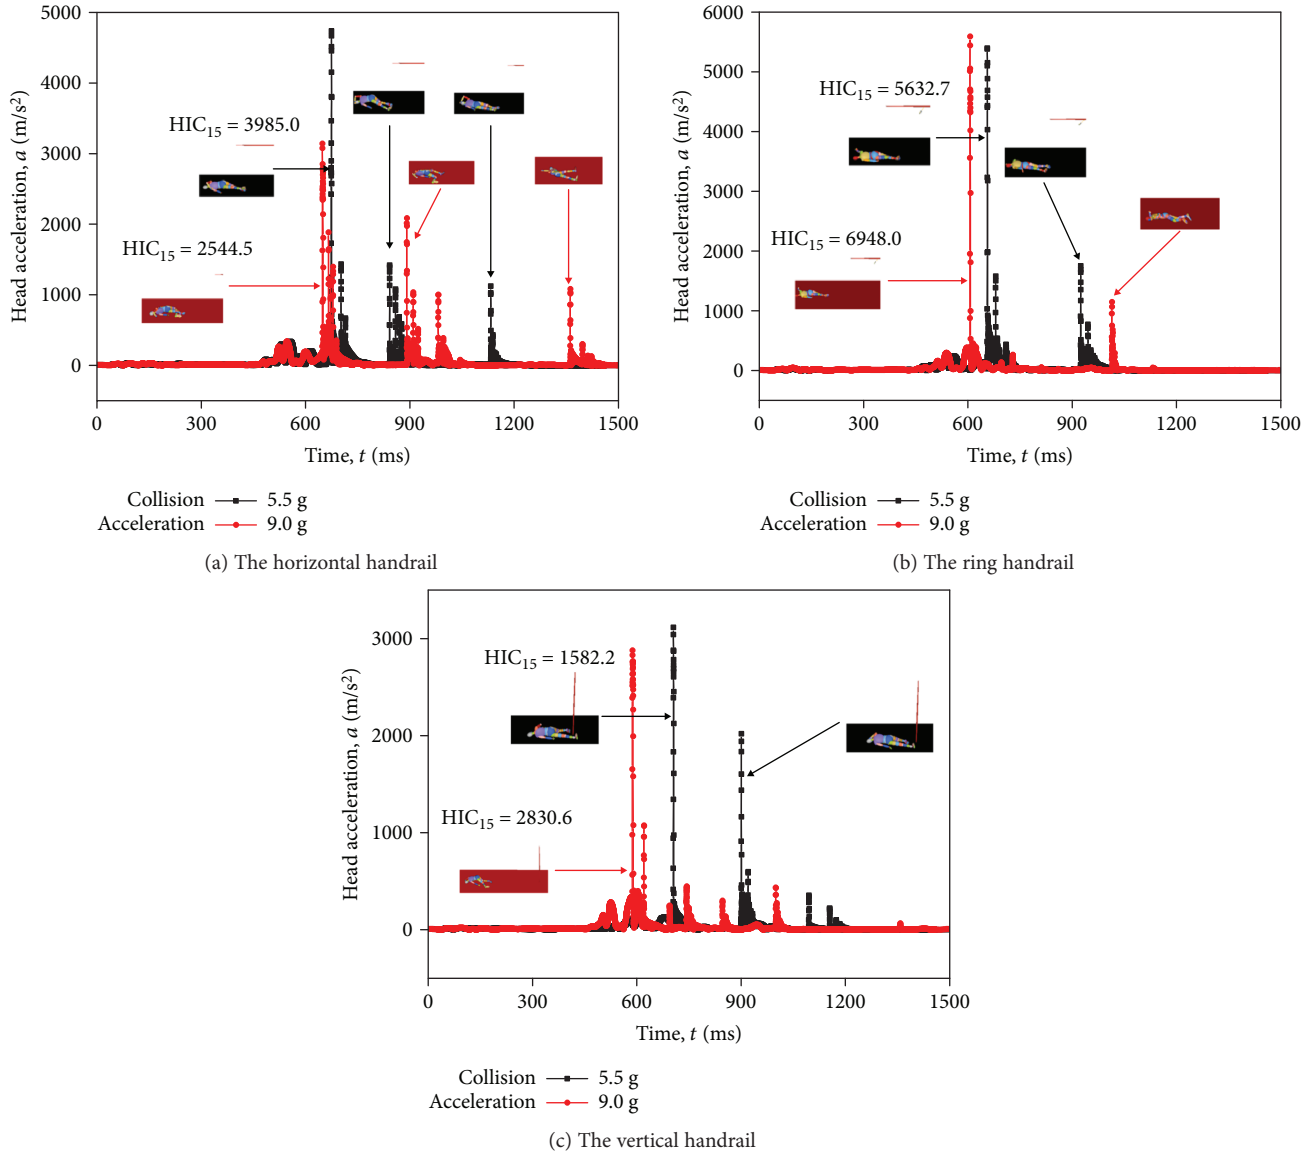 5000
4000
3000
2000
1000
0
Head acceleration, a (m/s²)
HIC15 = 3985.0
HIC15 = 2544.5
0 300 600 900 1200 1500
Time, t (ms)
Collision 5.5 g
Acceleration 9.0 g
(a) The horizontal handrail
6000
5000
4000
3000
2000
1000
0
Head acceleration, a (m/s²)
HIC15 = 5632.7
HIC15 = 6948.0
0 300 600 900 1200 1500
Time, t (ms)
Collision 5.5 g
Acceleration 9.0 g
(b) The ring handrail
3000
2000
1000
0
Head acceleration, a (m/s²)
HIC15 = 1582.2
HIC15 = 2830.6
0 300 600 900 1200 1500
Time, t (ms)
Collision 5.5 g
Acceleration 9.0 g
(c) The vertical handrail